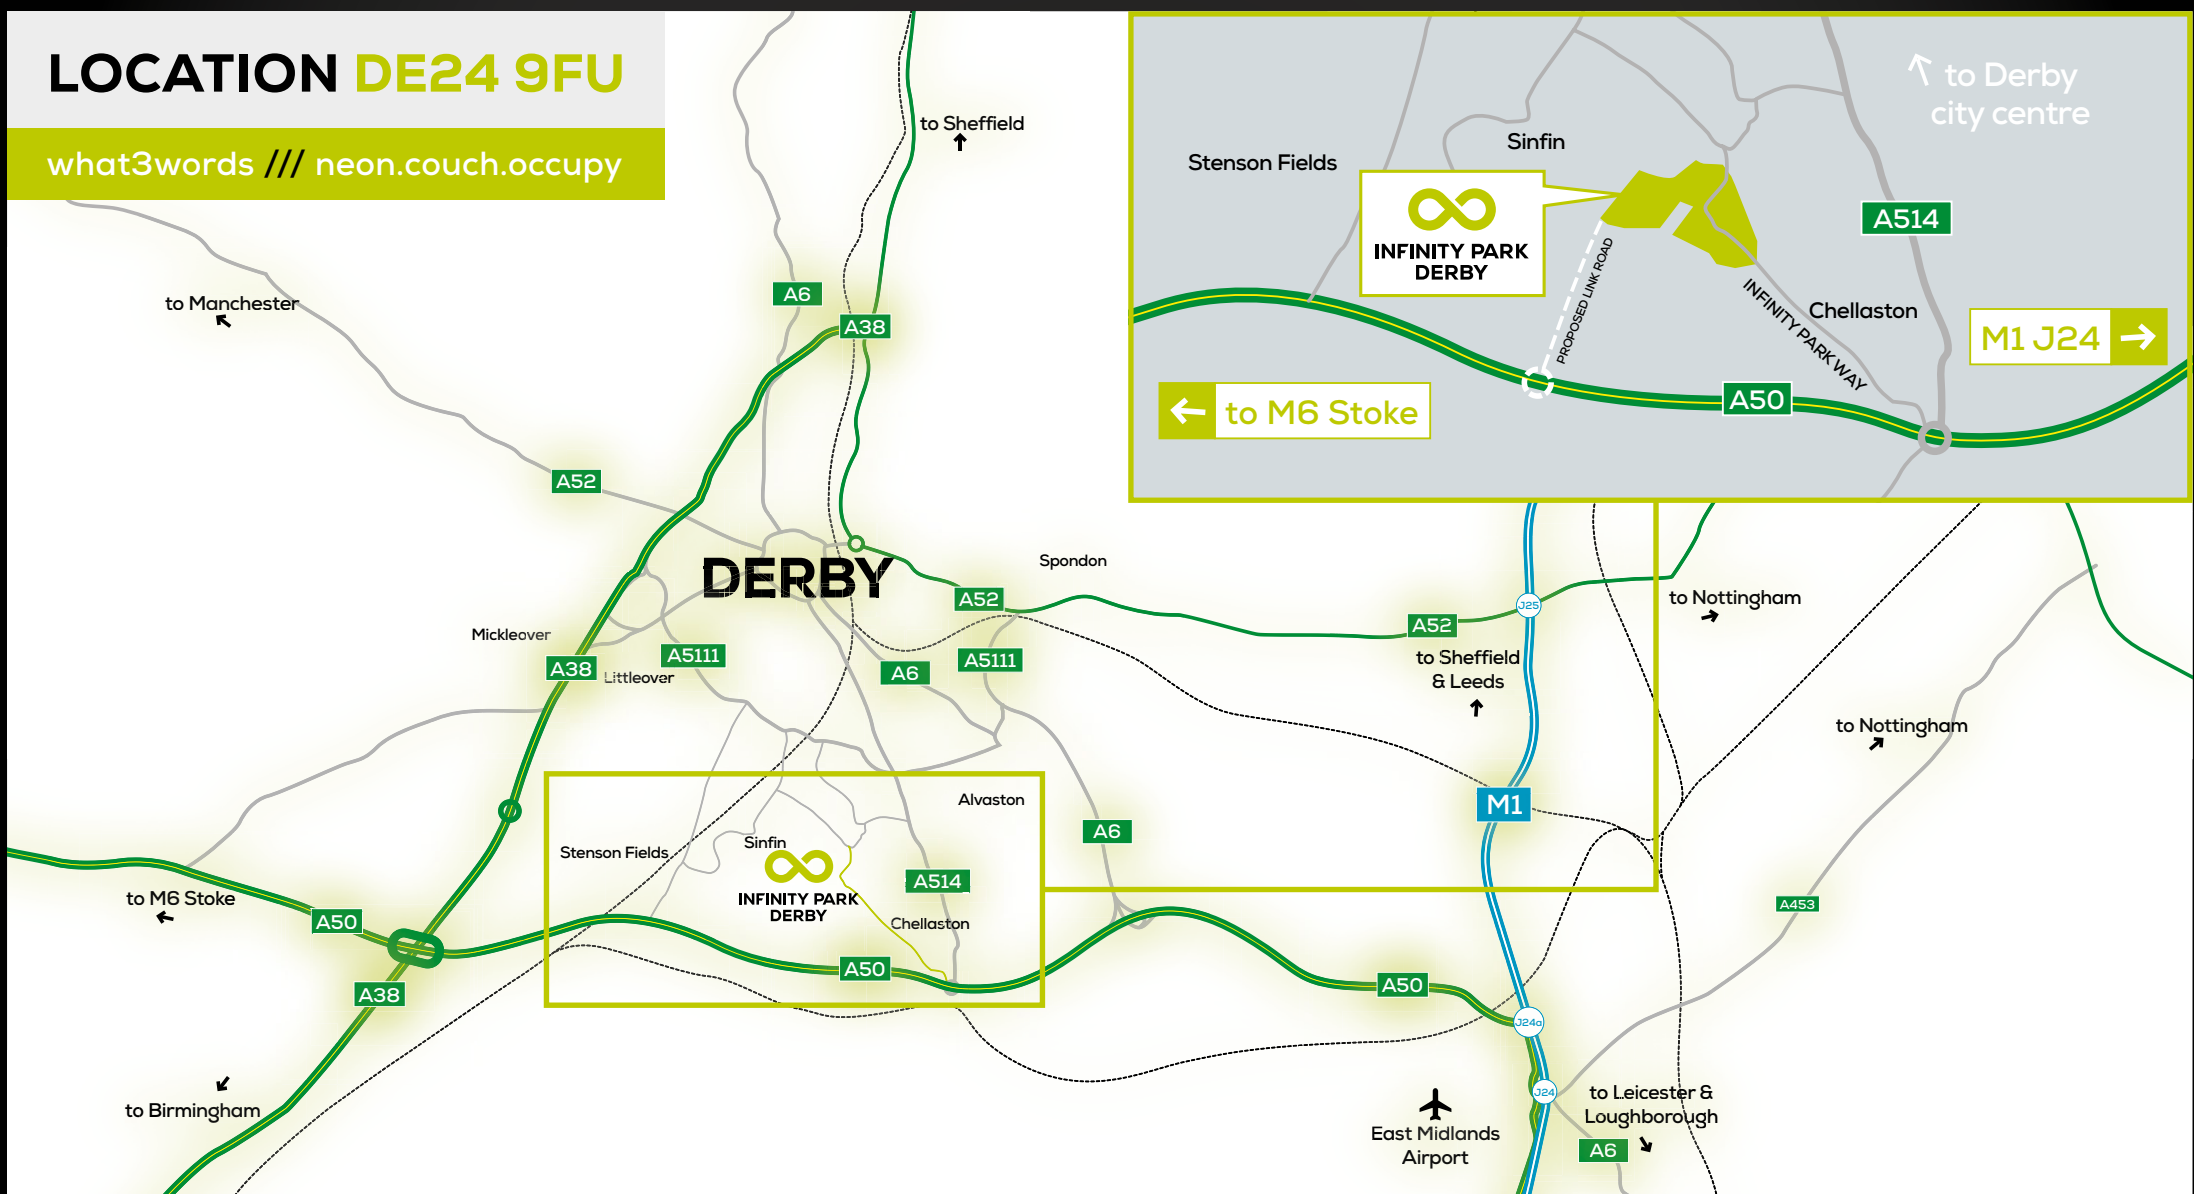 LOCATION DE24 9FU
what3words /// neon.couch.occupy
to Sheffield
to Manchester
A6
A38
A52
DERBY
Spondon
A52
A52
J25
to Nottingham
Mickleover
A38
Littleover
A5111
A6
A5111
to Sheffield
& Leeds
to Nottingham
M1
Alvaston
A6
Stenson Fields
Sinfin
INFINITY PARK
DERBY
A514
Chellaston
A453
to M6 Stoke
A50
A50
A50
A38
J24a
J24
to Birmingham
East Midlands
Airport
to Leicester &
Loughborough
A6
to Derby
city centre
Sinfin
Stenson Fields
INFINITY PARK
DERBY
A514
PROPOSED LINK ROAD
INFINITY PARK WAY
Chellaston
M1 J24
to M6 Stoke
A50